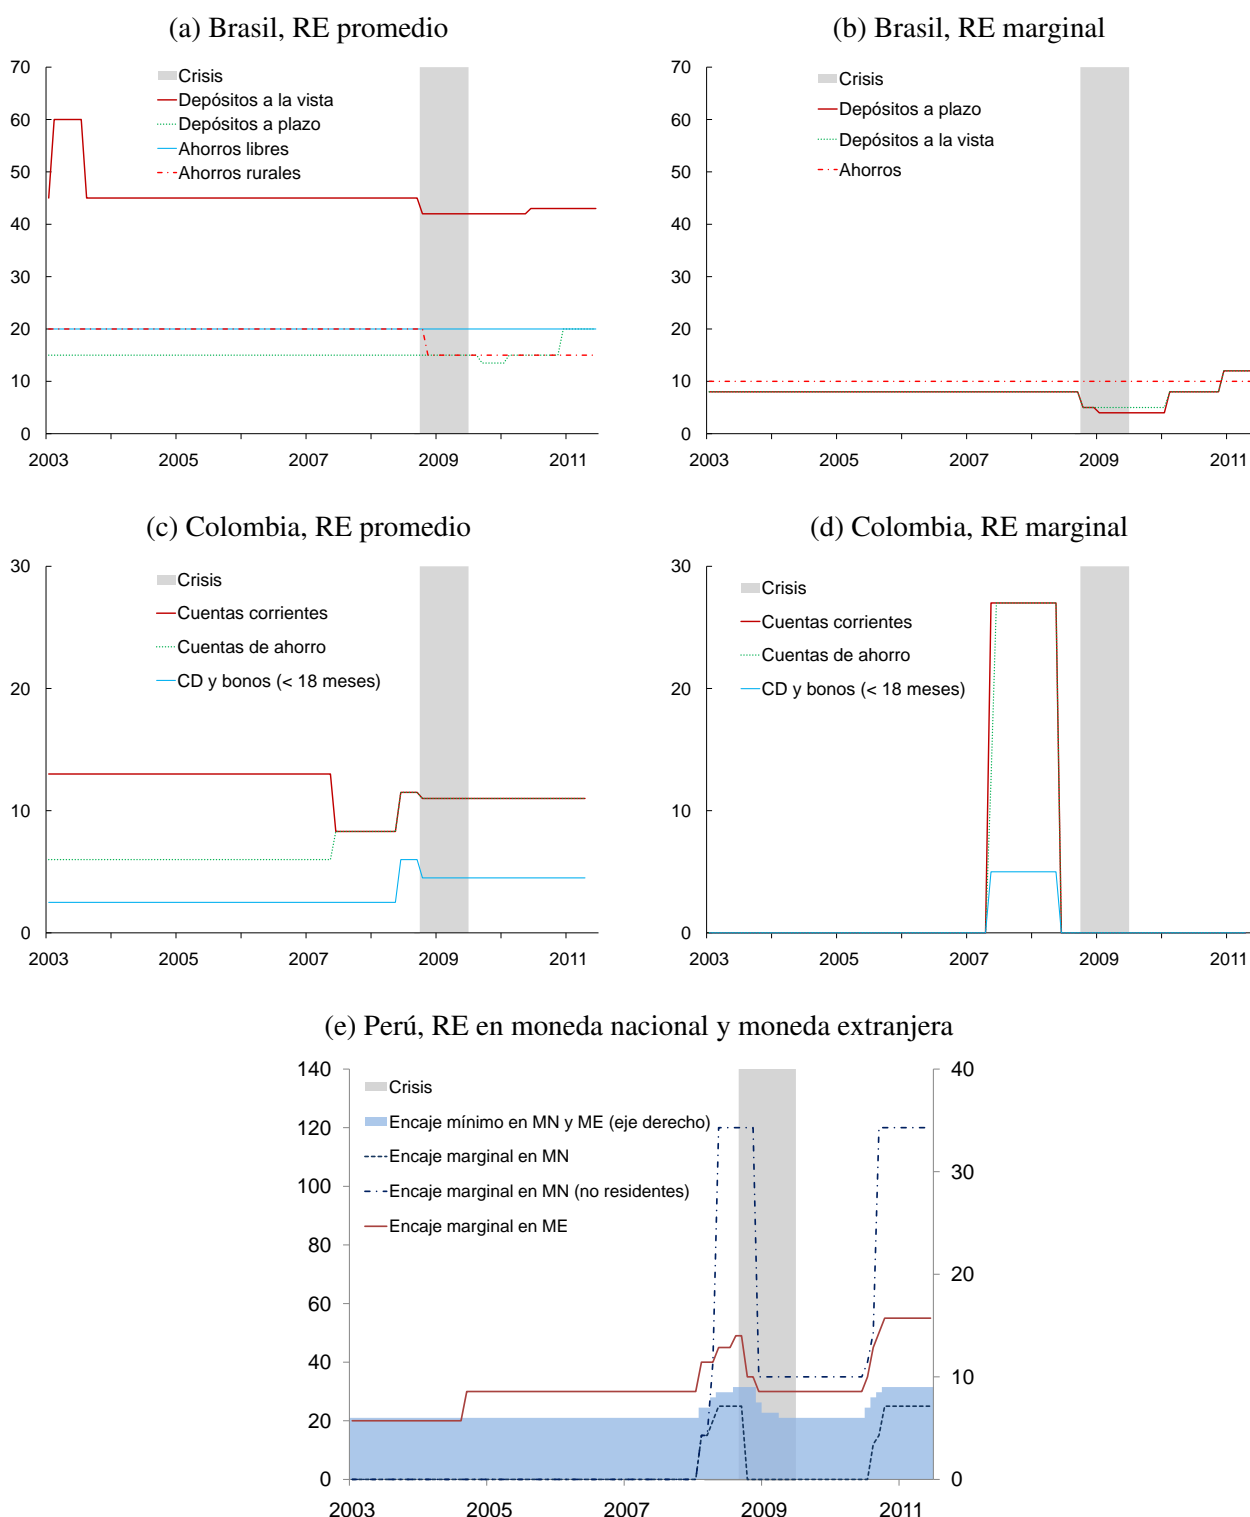 (a) Brasil, RE promedio
70
60
50
40
30
20
10
0
2003
2005
2007
2009
2011
Crisis
Depósitos a la vista
Depósitos a plazo
Ahorros libres
Ahorros rurales
(b) Brasil, RE marginal
70
60
50
40
30
20
10
0
2003
2005
2007
2009
2011
Crisis
Depósitos a plazo
Depósitos a la vista
Ahorros
(c) Colombia, RE promedio
30
20
10
0
2003
2005
2007
2009
2011
Crisis
Cuentas corrientes
Cuentas de ahorro
CD y bonos (< 18 meses)
(d) Colombia, RE marginal
30
20
10
0
2003
2005
2007
2009
2011
Crisis
Cuentas corrientes
Cuentas de ahorro
CD y bonos (< 18 meses)
(e) Perú, RE en moneda nacional y moneda extranjera
140
120
100
80
60
40
20
0
40
30
20
10
0
2003
2005
2007
2009
2011
Crisis
Encaje mínimo en MN y ME (eje derecho)
Encaje marginal en MN
Encaje marginal en MN (no residentes)
Encaje marginal en ME